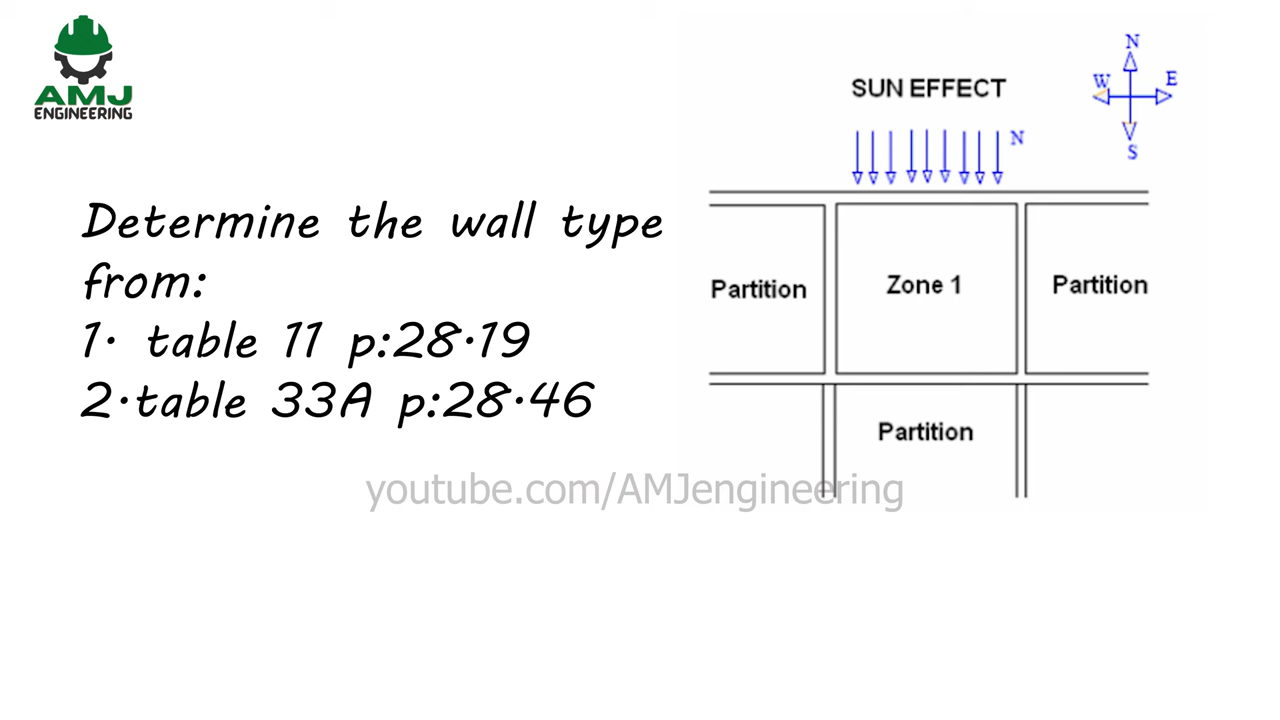 AMJ
ENGINEERING
Determine the wall type
from:
1. table 11 p:28.19
2.table 33A p:28.46
SUN EFFECT
N
W
E
S
N
Partition
Zone 1
Partition
Partition
youtube.com/AMJengineering